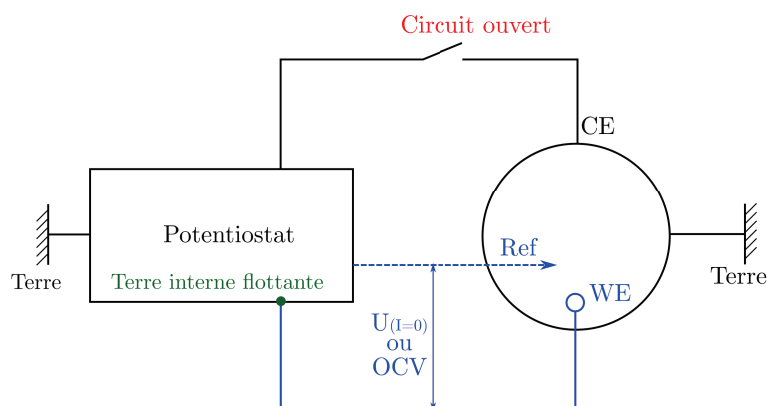 Circuit ouvert
CE
Potentiostat
Ref
Terre
Terre interne flottante
Terre
WE
U(I=0)
ou
OCV